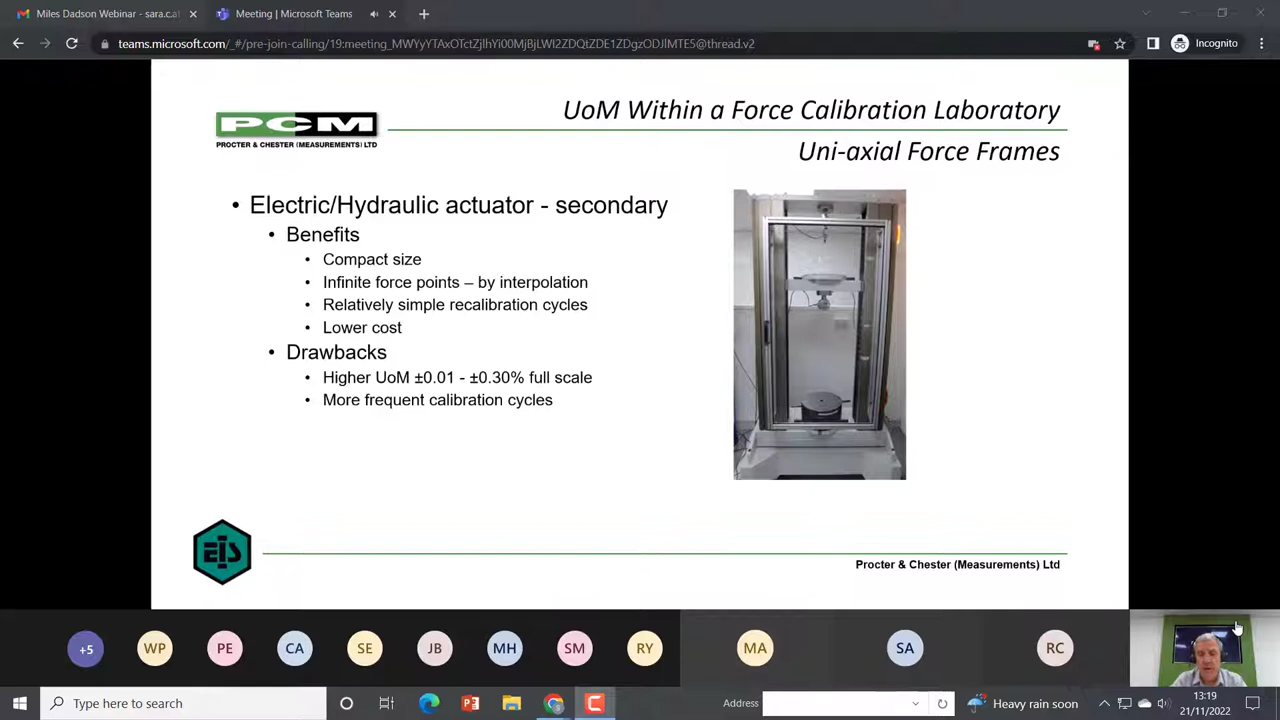 Miles Dadson Webinar - sara.c.at
Meeting | Microsoft Teams
teams.microsoft.com/_#/pre-join-calling/19:meeting_MWYyYTAxOTctZjlhYi00MjBjLWI2ZDQtZDE1ZDgzODJlMTE5@thread.v2
Incognito
PCM
PROCTER & CHESTER (MEASUREMENTS) LTD
UoM Within a Force Calibration Laboratory
Uni-axial Force Frames
• Electric/Hydraulic actuator - secondary
• Benefits
• Compact size
• Infinite force points – by interpolation
• Relatively simple recalibration cycles
• Lower cost
• Drawbacks
• Higher UoM ±0.01 - ±0.30% full scale
• More frequent calibration cycles
EIS
Procter & Chester (Measurements) Ltd
+5
WP
PE
CA
SE
JB
MH
SM
RY
MA
SA
RC
Type here to search
Address
Heavy rain soon
13:19
21/11/2022